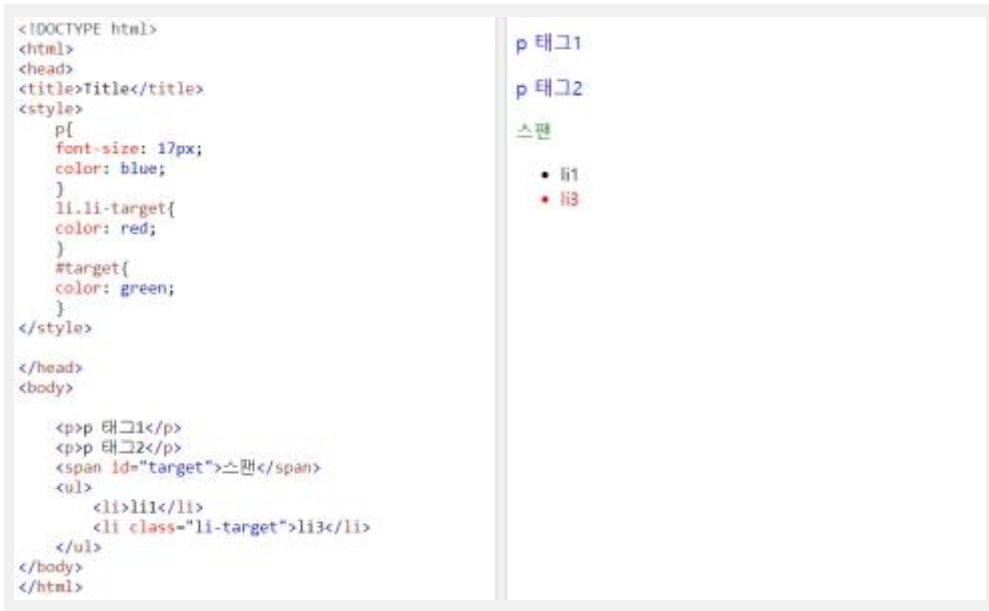 <!DOCTYPE html>
<html>
<head>
<title>Title</title>
<style>
    p{
    font-size: 17px;
    color: blue;
    }
    li.li-target{
    color: red;
    }
    #target{
    color: green;
    }
</style>
</head>
<body>
    <p>p 태그1</p>
    <p>p 태그2</p>
    <span id="target">스팬</span>
    <ul>
        <li>li1</li>
        <li class="li-target">li3</li>
    </ul>
</body>
</html>
p 태그1
p 태그2
스팬
• li1
• li3